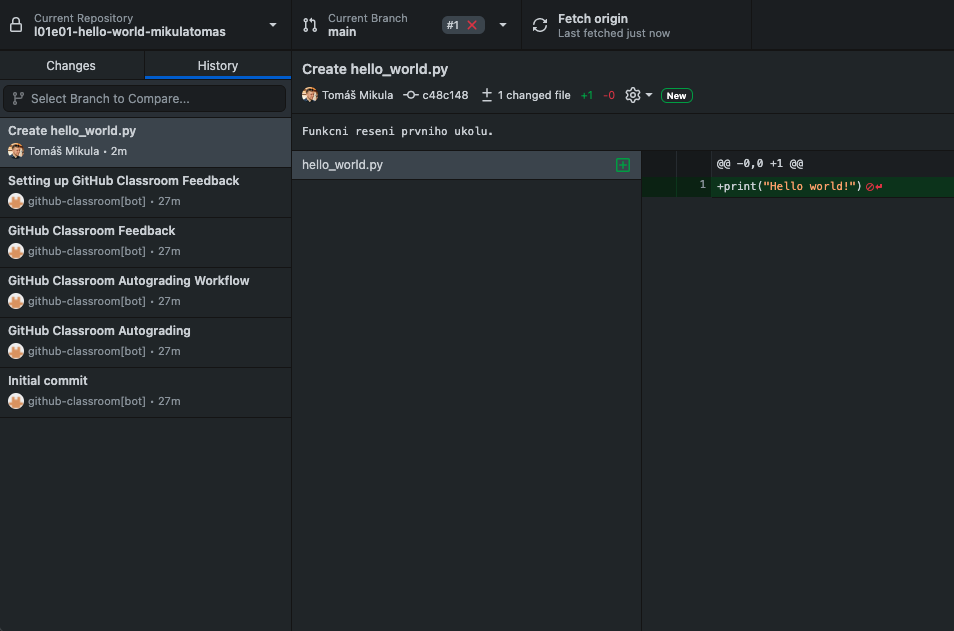 Current Repository
l01e01-hello-world-mikulatomas
Current Branch
main
#1
Fetch origin
Last fetched just now
Changes
History
Select Branch to Compare...
Create hello_world.py
Tomáš Mikula • 2m
Setting up GitHub Classroom Feedback
github-classroom[bot] • 27m
GitHub Classroom Feedback
github-classroom[bot] • 27m
GitHub Classroom Autograding Workflow
github-classroom[bot] • 27m
GitHub Classroom Autograding
github-classroom[bot] • 27m
Initial commit
github-classroom[bot] • 27m
Create hello_world.py
Tomáš Mikula c48c148 1 changed file +1 -0 New
Funkcni reseni prvniho ukolu.
hello_world.py
@@ -0,0 +1 @@
1 +print("Hello world!")